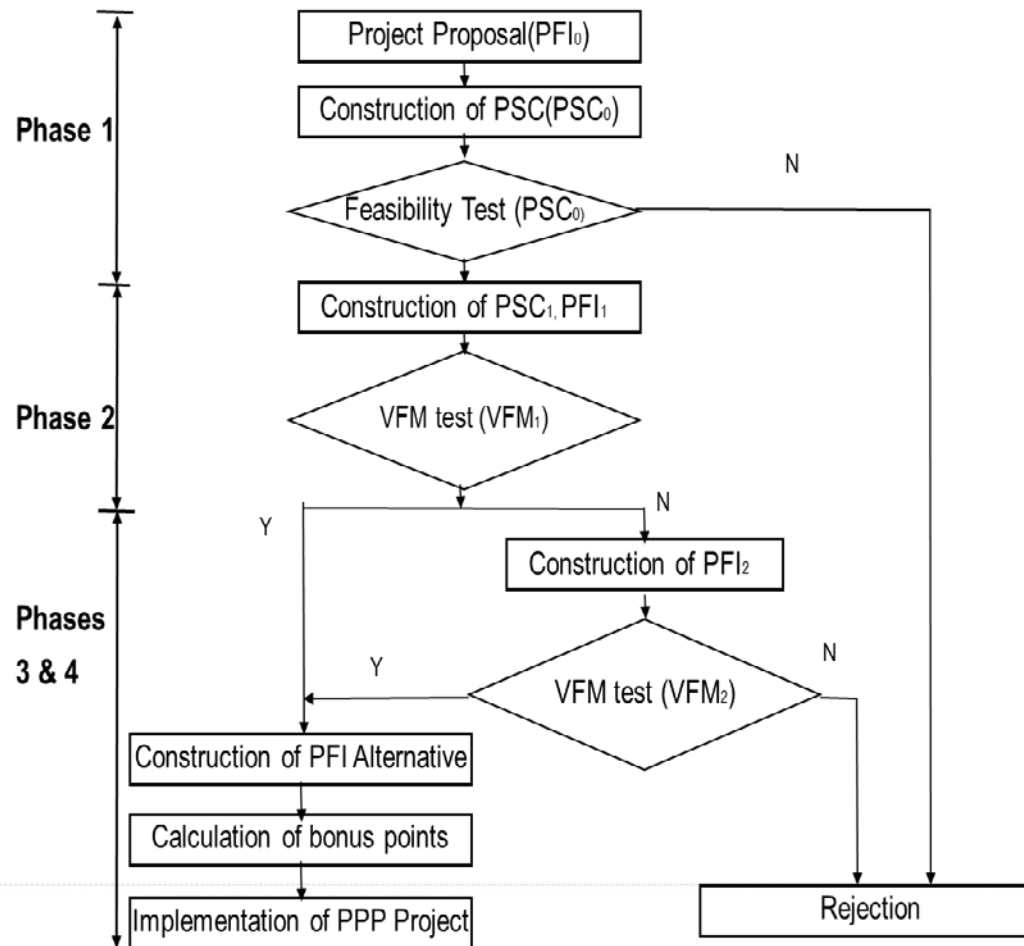 Project Proposal(PFI₀)
Construction of PSC(PSC₀)
Phase 1
N
Feasibility Test (PSC₀)
Construction of PSC₁, PFI₁
Phase 2
VFM test (VFM₁)
N
Y
Construction of PFI₂
Phases
3 & 4
N
Y
VFM test (VFM₂)
Construction of PFI Alternative
Calculation of bonus points
Implementation of PPP Project
Rejection